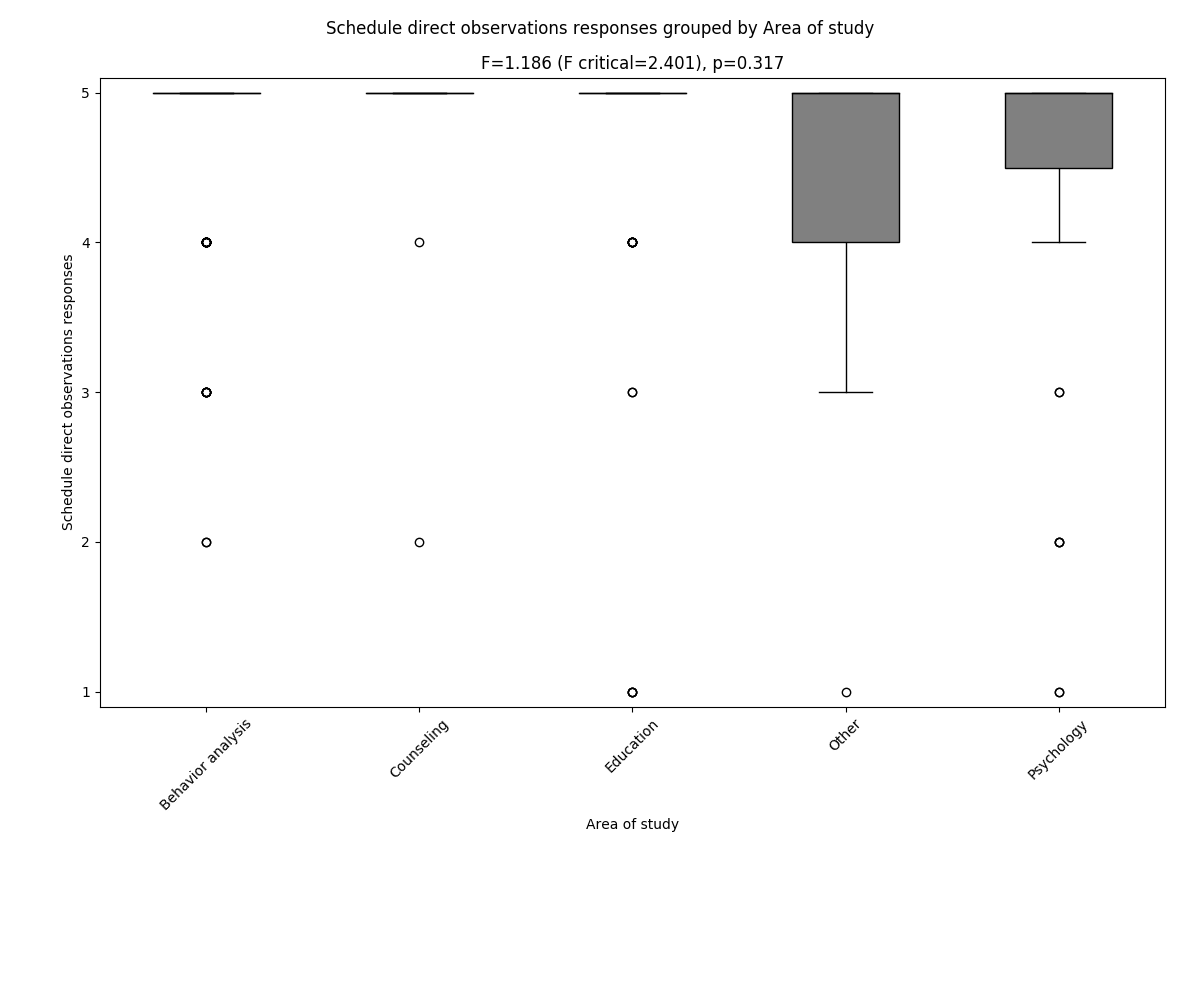 Schedule direct observations responses grouped by Area of study
F=1.186 (F critical=2.401), p=0.317
Schedule direct observations responses
5
4
3
2
1
Behavior analysis
Counseling
Education
Other
Psychology
Area of study